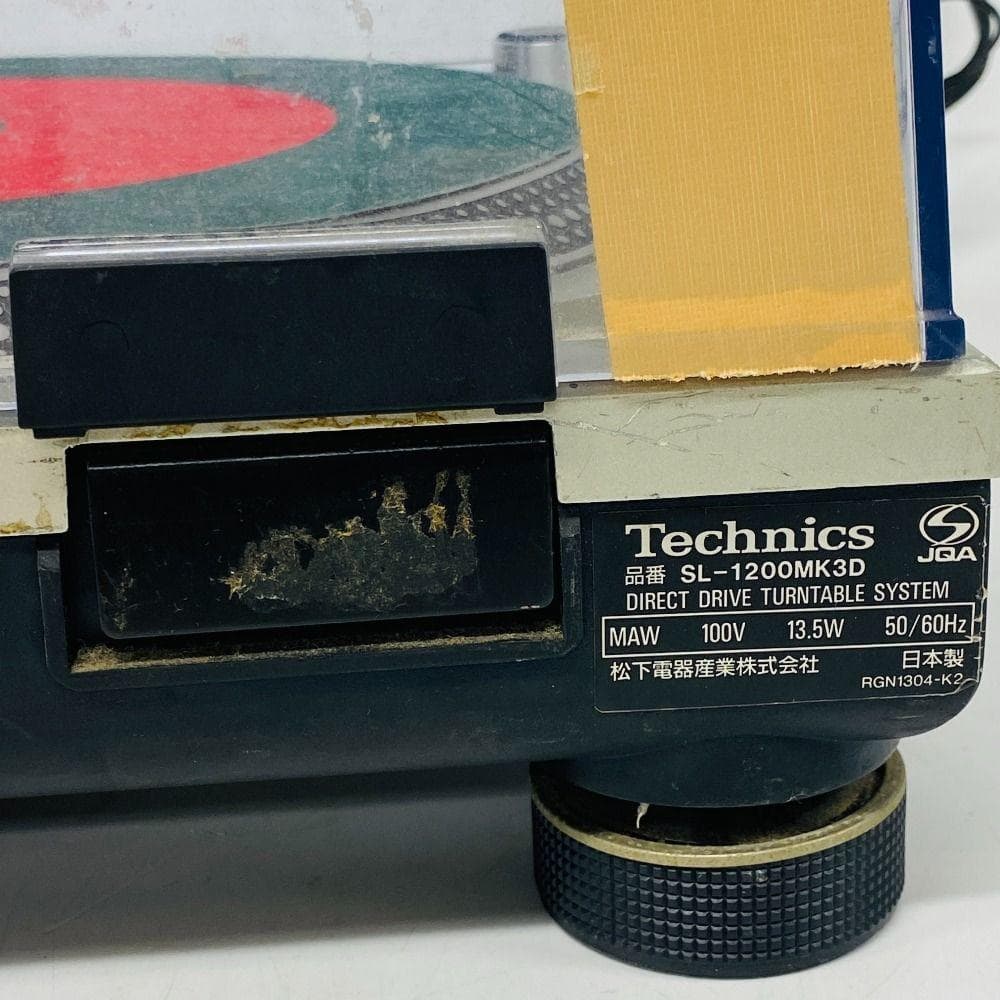 Technics
JQA
品番 SL-1200MK3D
DIRECT DRIVE TURNTABLE SYSTEM
MAW 100V 13.5W 50/60Hz
松下電器産業株式会社 日本製
RGN1304-K2